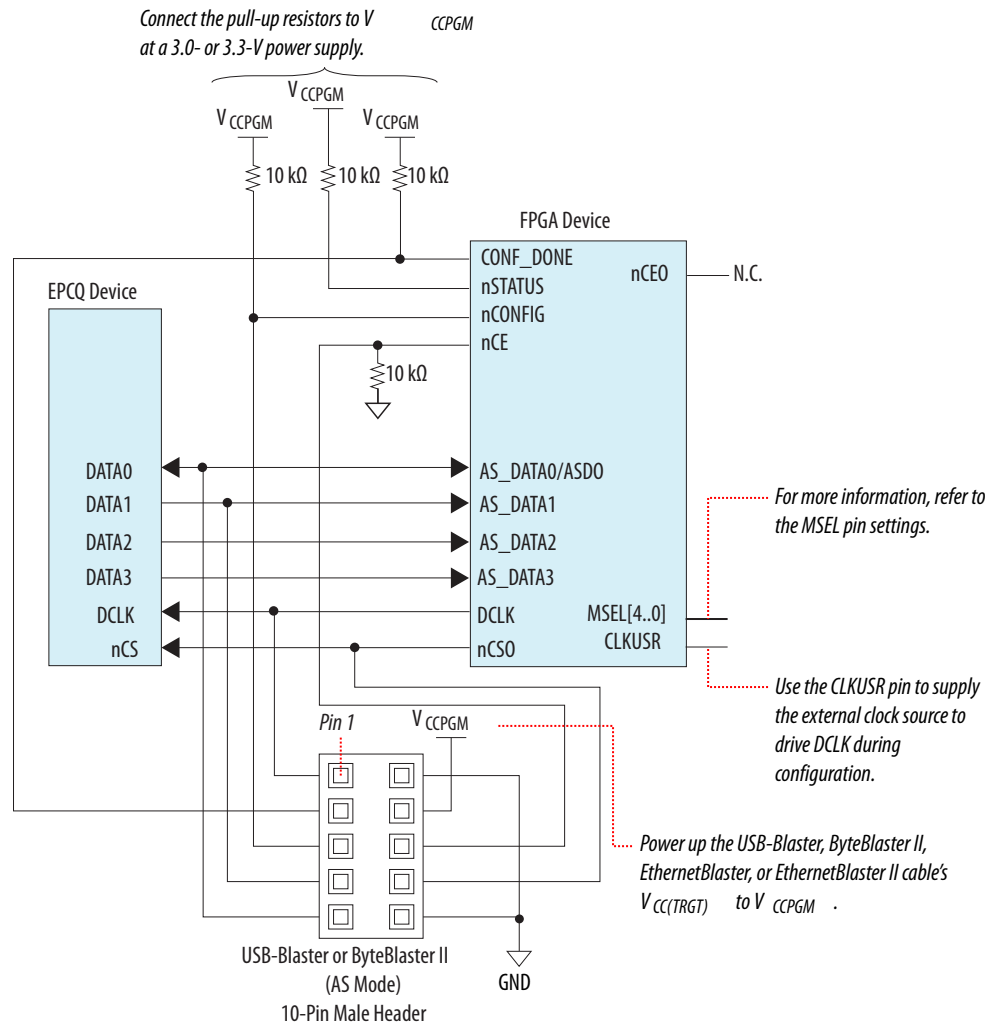 Connect the pull-up resistors to V CCPGM
at a 3.0- or 3.3-V power supply.
V CCPGM
V CCPGM
V CCPGM
10 kΩ
10 kΩ
10 kΩ
FPGA Device
CONF_DONE
nSTATUS
nCONFIG
nCE
nCEO
N.C.
EPCQ Device
10 kΩ
DATA0
DATA1
DATA2
DATA3
DCLK
nCS
AS_DATA0/ASDO
AS_DATA1
AS_DATA2
AS_DATA3
DCLK
nCSO
MSEL[4..0]
CLKUSR
For more information, refer to
the MSEL pin settings.
Use the CLKUSR pin to supply
the external clock source to
drive DCLK during
configuration.
Pin 1
V CCPGM
Power up the USB-Blaster, ByteBlaster II,
EthernetBlaster, or EthernetBlaster II cable's
V CC(TRGT) to V CCPGM .
USB-Blaster or ByteBlaster II
(AS Mode)
10-Pin Male Header
GND